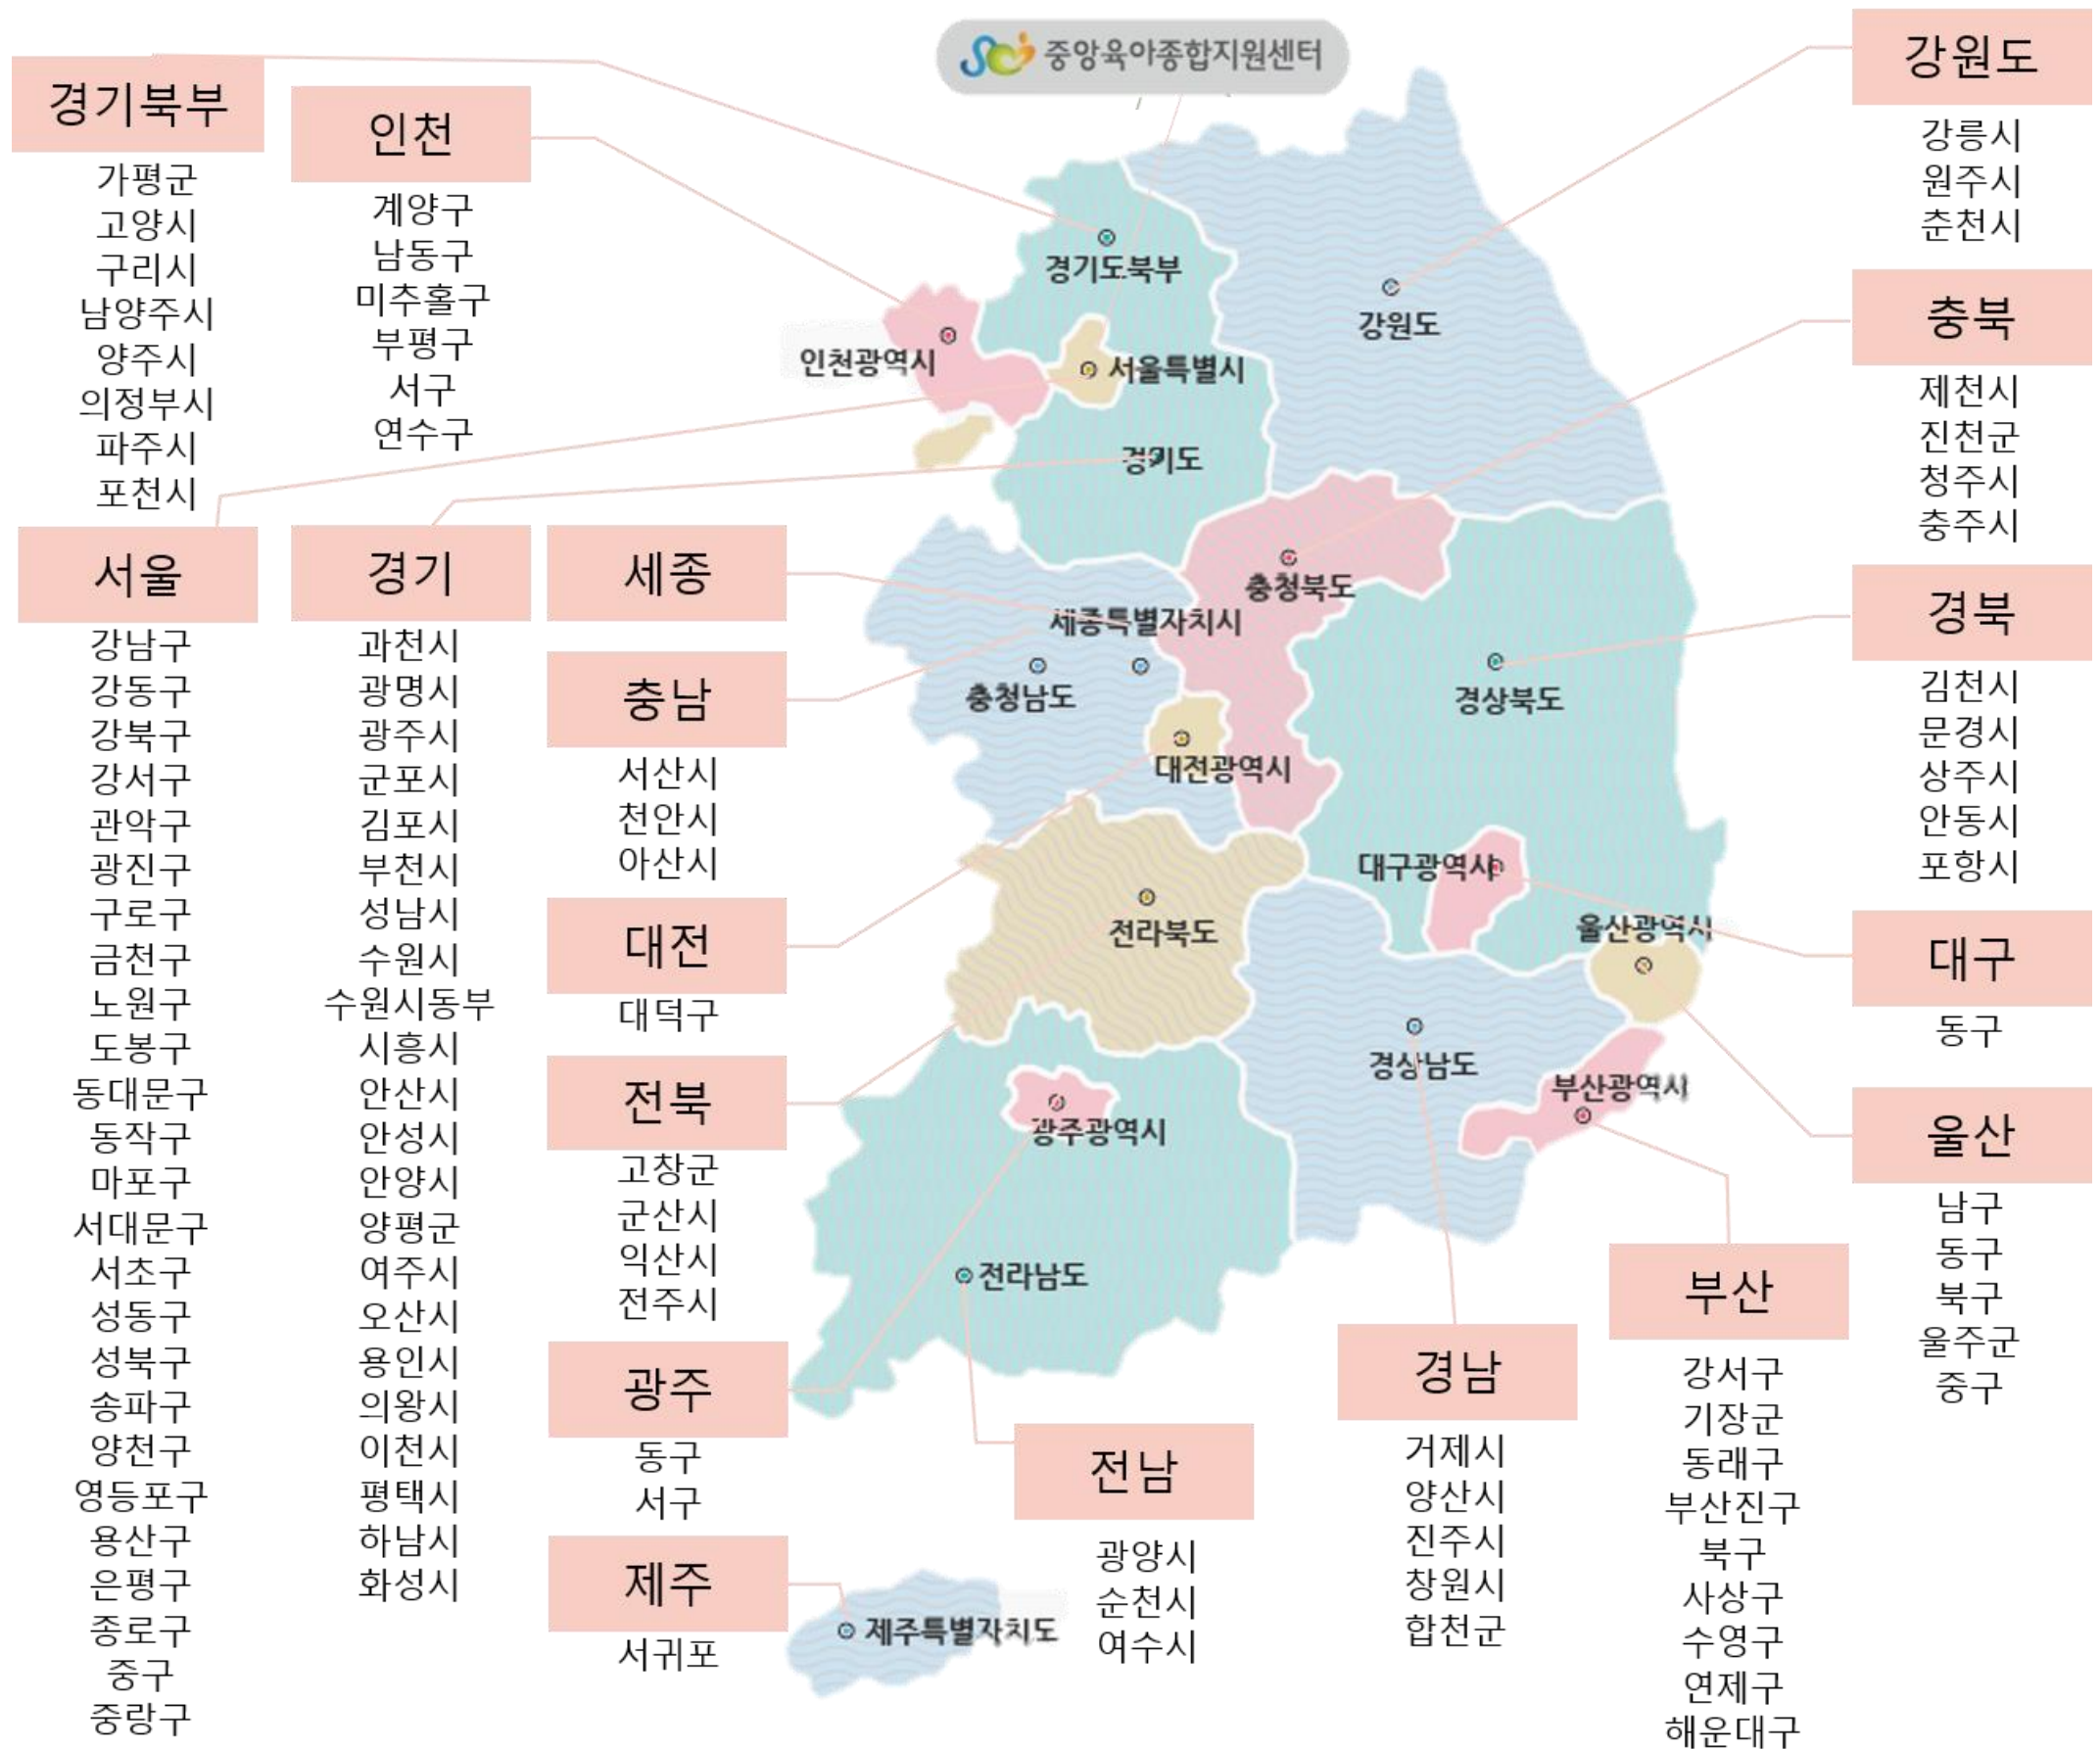 중앙육아종합지원센터
경기북부
가평군
고양시
구리시
남양주시
양주시
의정부시
파주시
포천시
인천
계양구
남동구
미추홀구
부평구
서구
연수구
서울
강남구
강동구
강북구
강서구
관악구
광진구
구로구
금천구
노원구
도봉구
동대문구
동작구
마포구
서대문구
서초구
성동구
성북구
송파구
양천구
영등포구
용산구
은평구
종로구
중구
중랑구
경기
과천시
광명시
광주시
군포시
김포시
부천시
성남시
수원시
수원시동부
시흥시
안산시
안성시
안양시
양평군
여주시
오산시
용인시
의왕시
이천시
평택시
하남시
화성시
세종
충남
서산시
천안시
아산시
대전
대덕구
전북
고창군
군산시
익산시
전주시
광주
동구
서구
제주
서귀포
경기도북부
강원도
인천광역시
서울특별시
경기도
충청북도
세종특별자치시
충청남도
경상북도
대전광역시
대구광역시
전라북도
울산광역시
경상남도
부산광역시
광주광역시
전라남도
제주특별자치도
전남
광양시
순천시
여수시
경남
거제시
양산시
진주시
창원시
합천군
부산
강서구
기장군
동래구
부산진구
북구
사상구
수영구
연제구
해운대구
강원도
강릉시
원주시
춘천시
충북
제천시
진천군
청주시
충주시
경북
김천시
문경시
상주시
안동시
포항시
대구
동구
울산
남구
동구
북구
울주군
중구